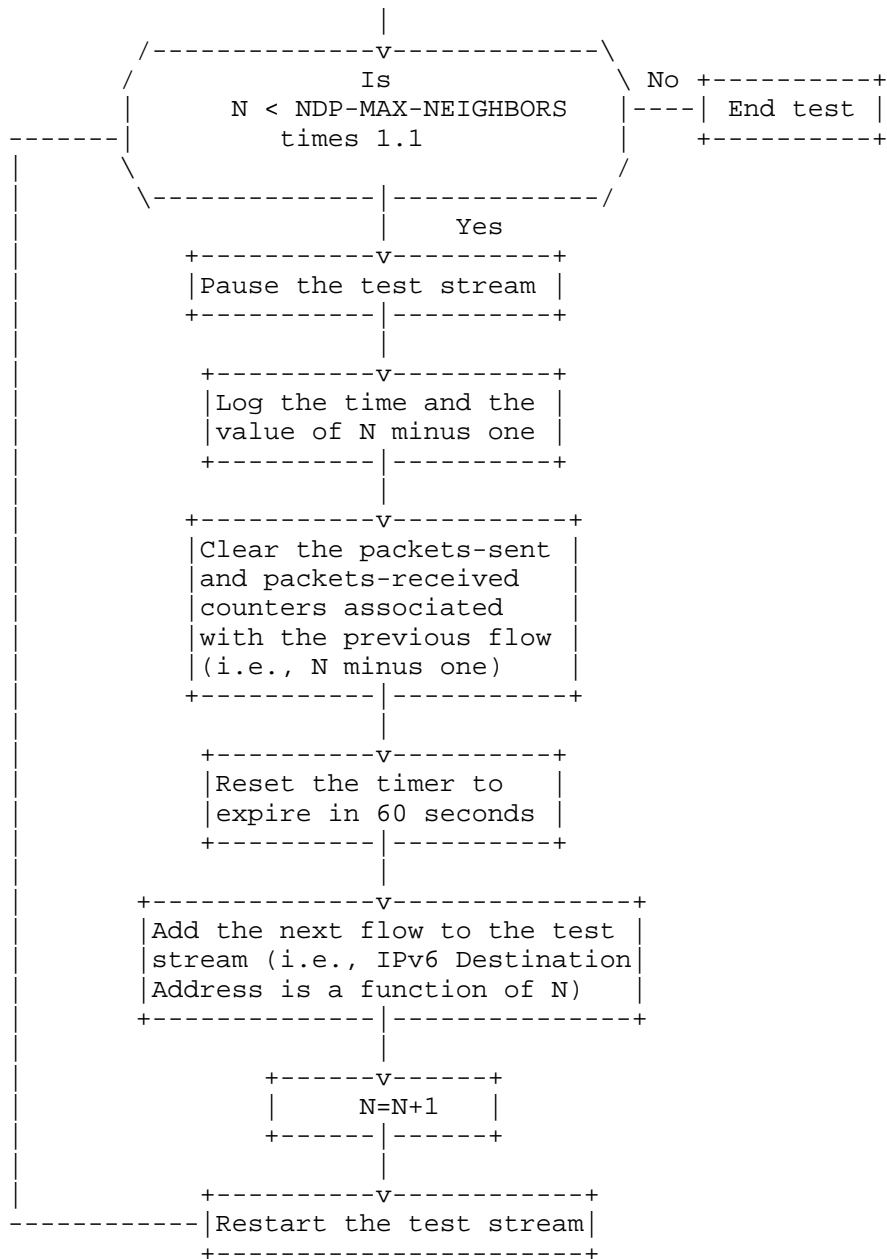 Is
No
N < NDP-MAX-NEIGHBORS
End test
times 1.1
Yes
Pause the test stream
Log the time and the
value of N minus one
Clear the packets-sent
and packets-received
counters associated
with the previous flow
(i.e., N minus one)
Reset the timer to
expire in 60 seconds
Add the next flow to the test
stream (i.e., IPv6 Destination
Address is a function of N)
N=N+1
Restart the test stream